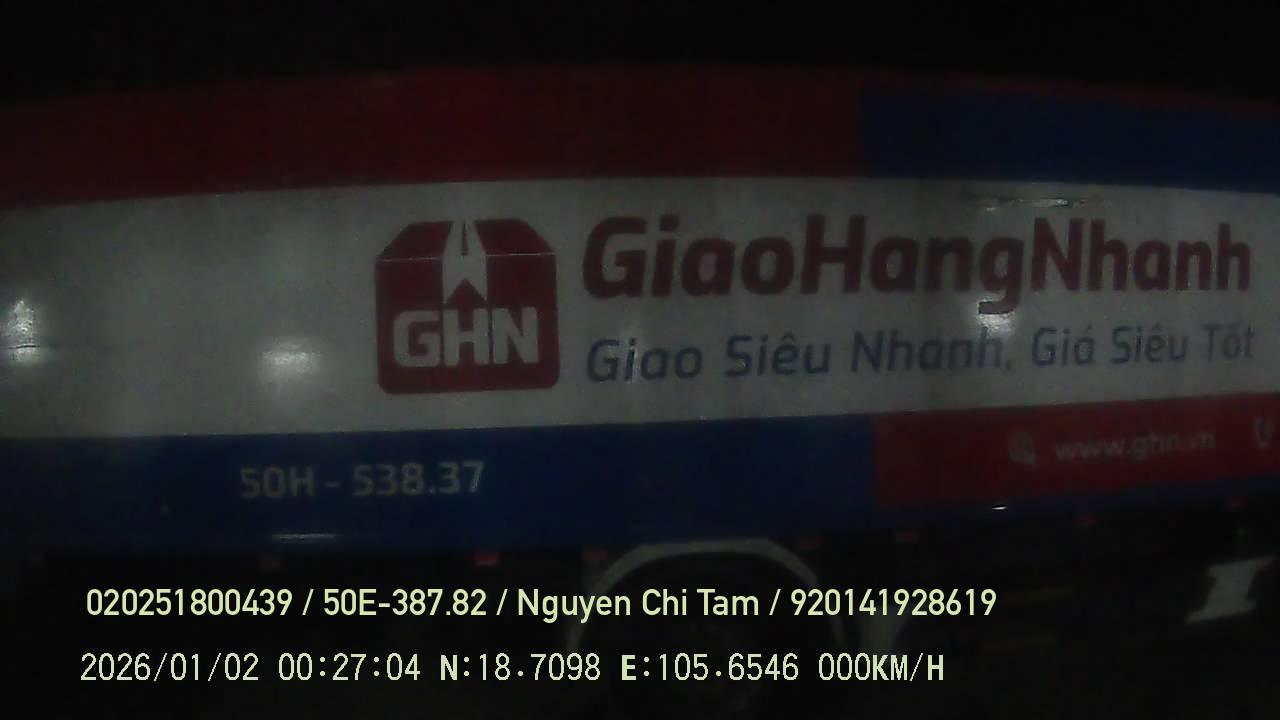 GHN
GiaoHangNhanh
Giao Siêu Nhanh, Giá Siêu Tốt
www.ghn.vn
50H - 538.37
020251800439 / 50E-387.82 / Nguyen Chi Tam / 920141928619
2026/01/02 00:27:04 N:18.7098 E:105.6546 000KM/H